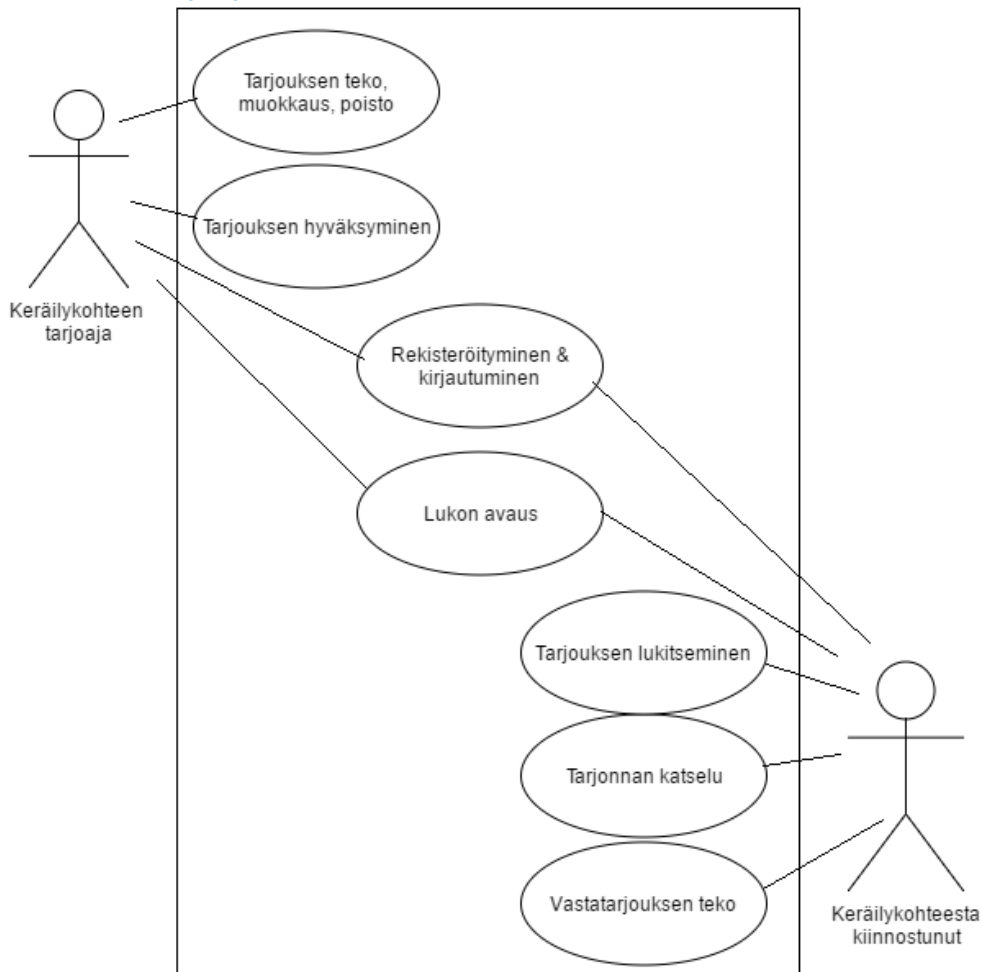 Tarjouksen teko,
muokkaus, poisto
Tarjouksen hyväksyminen
Keräilykohteen
tarjoaja
Rekisteröityminen &
kirjautuminen
Lukon avaus
Tarjouksen lukitseminen
Tarjonnan katselu
Vastatarjouksen teko
Keräilykohteesta
kiinnostunut